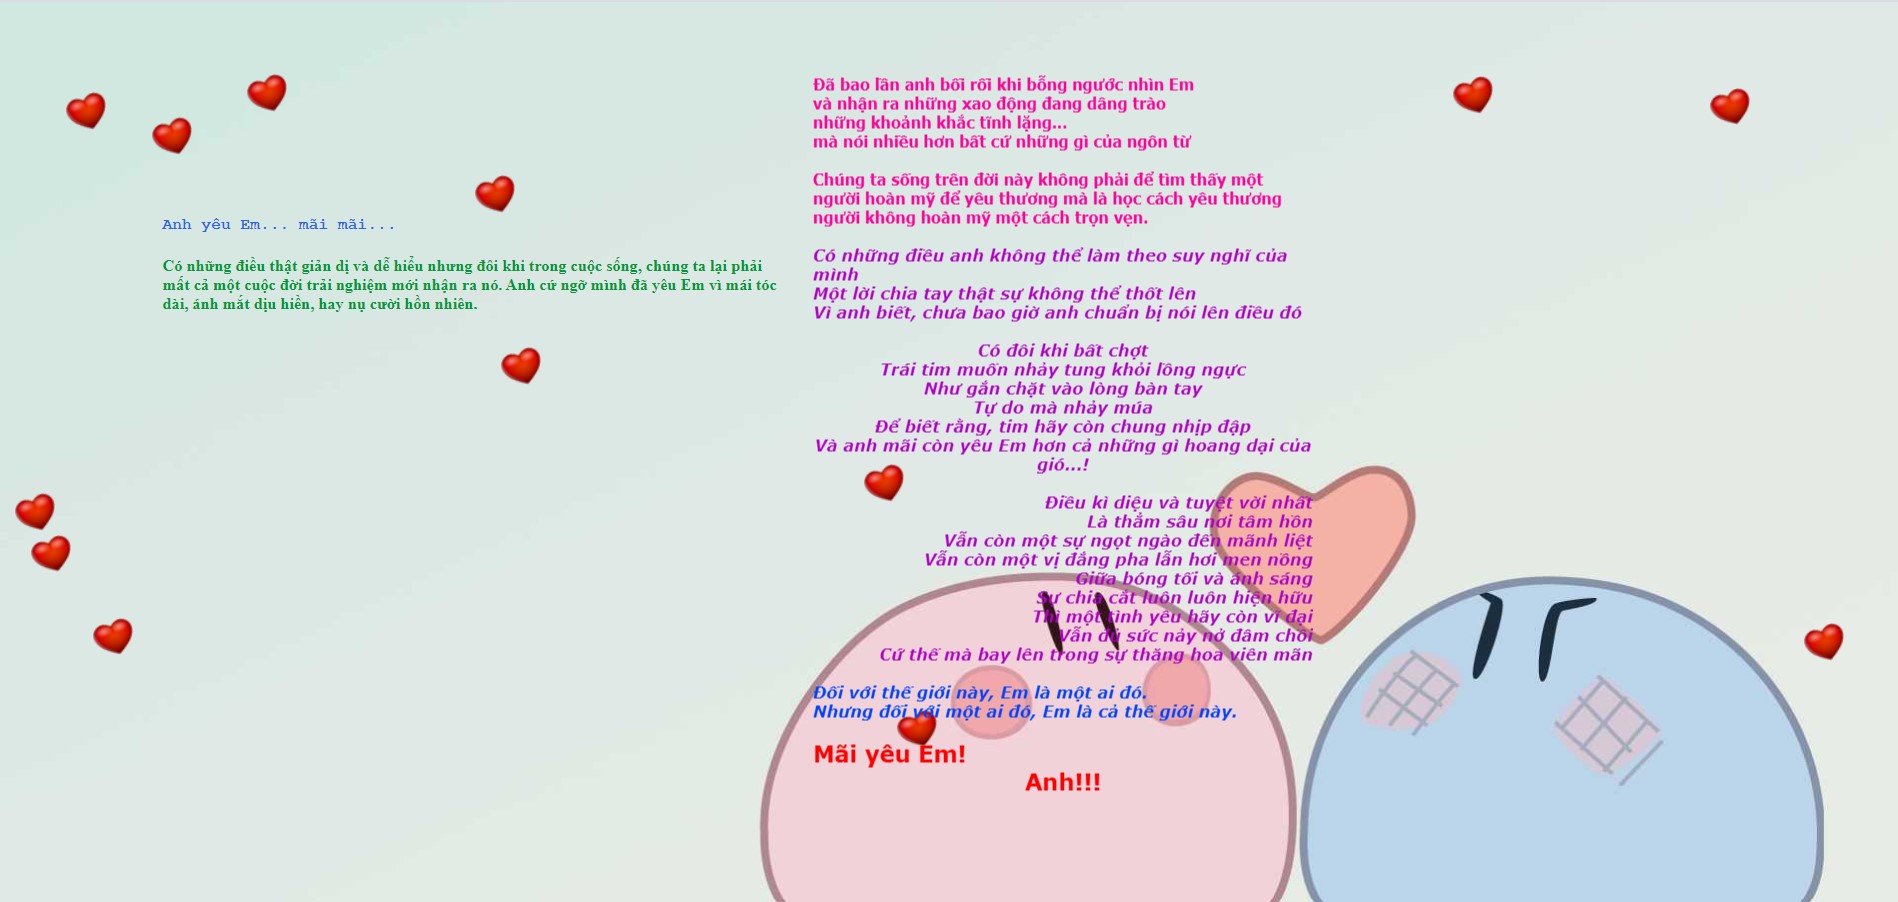 Anh yêu Em... mãi mãi...
Có những điều thật giản dị và dễ hiểu nhưng đôi khi trong cuộc sống, chúng ta lại phải
mất cả một cuộc đời trải nghiệm mới nhận ra nó. Anh cứ ngỡ mình đã yêu Em vì mái tóc
dài, ánh mắt dịu hiền, hay nụ cười hồn nhiên.
Đã bao lần anh bối rối khi bỗng ngước nhìn Em
và nhận ra những xao động đang dâng trào
những khoảnh khắc tĩnh lặng...
mà nói nhiều hơn bất cứ những gì của ngôn từ
Chúng ta sống trên đời này không phải để tìm thấy một
người hoàn mỹ để yêu thương mà là học cách yêu thương
người không hoàn mỹ một cách trọn vẹn.
Có những điều anh không thể làm theo suy nghĩ của
mình
Một lời chia tay thật sự không thể thốt lên
Vì anh biết, chưa bao giờ anh chuẩn bị nói lên điều đó
Có đôi khi bất chợt
Trái tim muốn nhảy tung khỏi lồng ngực
Như gắn chặt vào lòng bàn tay
Tự do mà nhảy múa
Để biết rằng, tim hãy còn chung nhịp đập
Và anh mãi còn yêu Em hơn cả những gì hoang dại của
gió...!
Điều kì diệu và tuyệt vời nhất
Là thẳm sâu nơi tâm hồn
Vẫn còn một sự ngọt ngào đến mãnh liệt
Vẫn còn một vị đắng pha lẫn hơi men nồng
Giữa bóng tối và ánh sáng
Sự chia cắt luôn luôn hiện hữu
Thì một tình yêu hãy còn vĩ đại
Vẫn đủ sức nảy nở đâm chồi
Cứ thế mà bay lên trong sự thăng hoa viên mãn
Đối với thế giới này, Em là một ai đó.
Nhưng đối với một ai đó, Em là cả thế giới này.
Mãi yêu Em!
Anh!!!